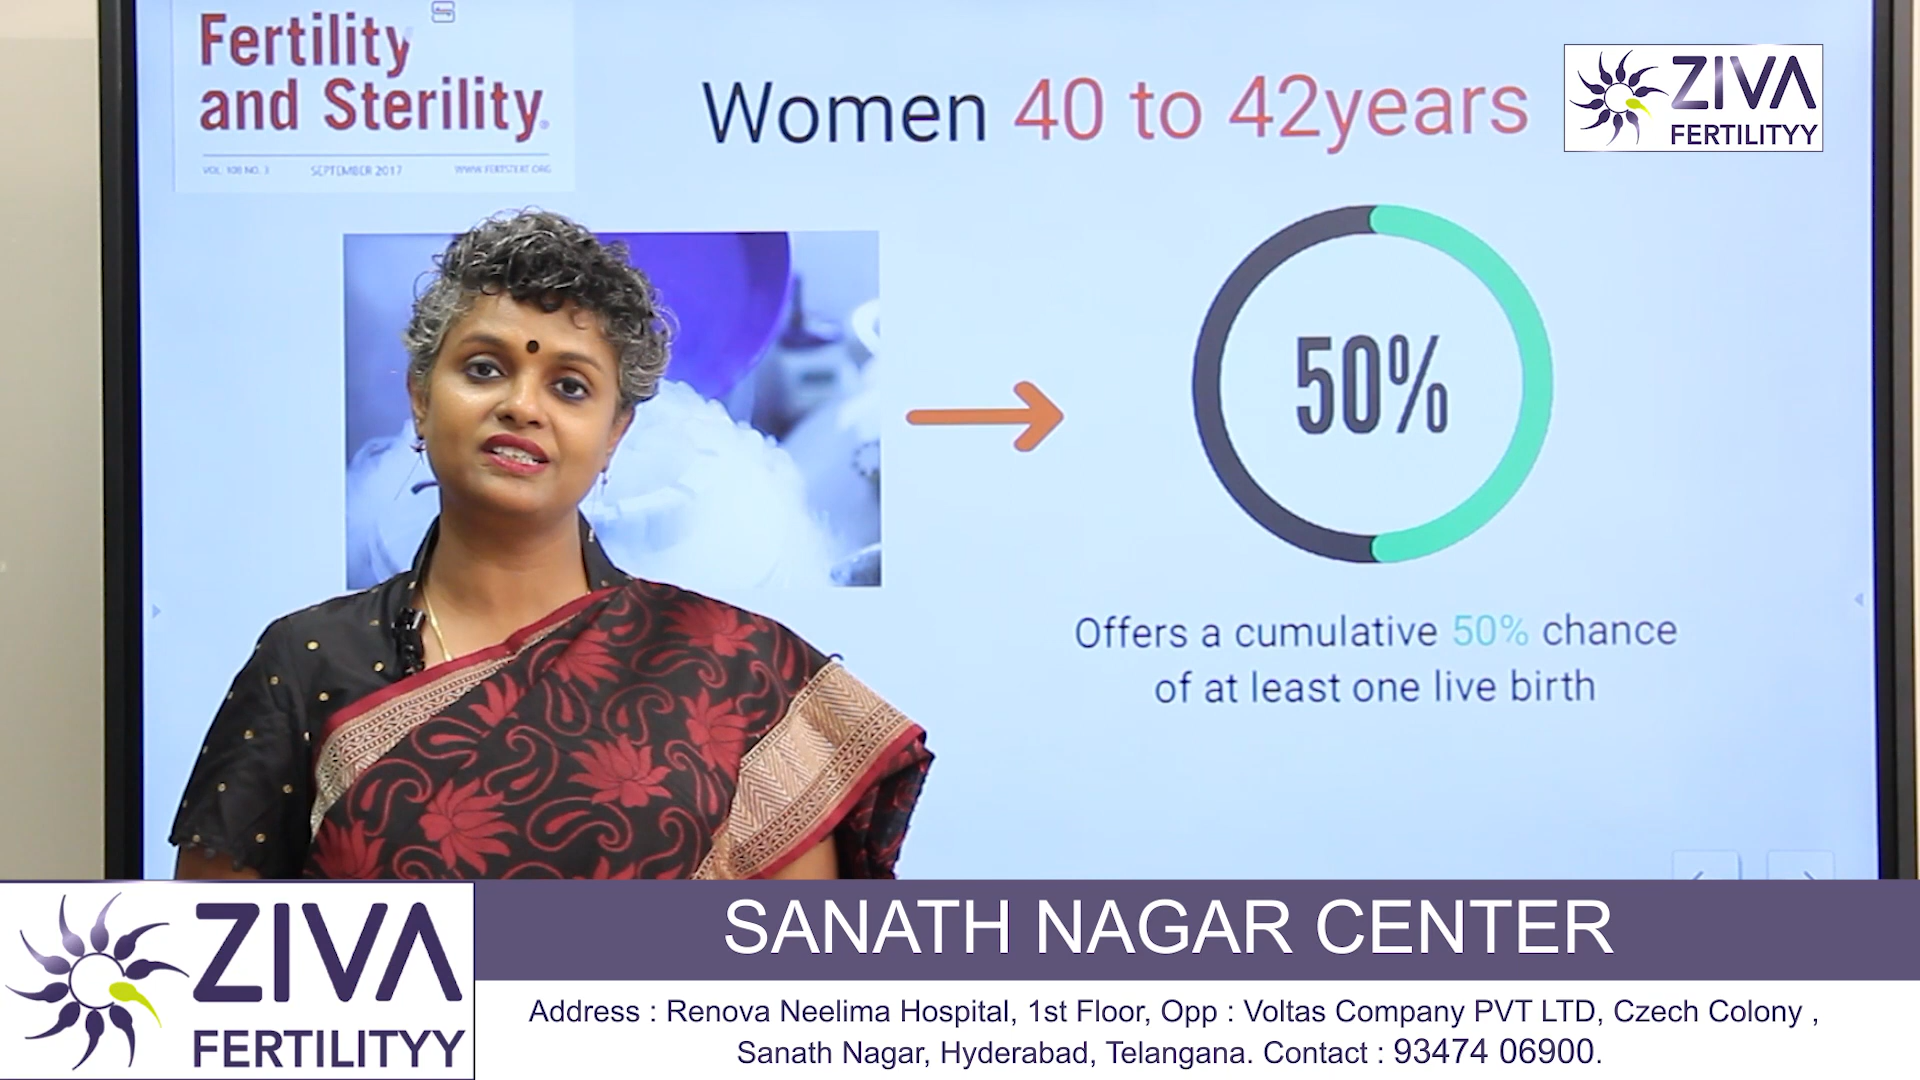 Fertility
and Sterility
VOL. 108 NO. 3 SEPTEMBER 2017 WWW.FERTSTERT.ORG
Women 40 to 42years
ZIVA
FERTILITYY
50%
Offers a cumulative 50% chance
of at least one live birth
ZIVA
FERTILITYY
SANATH NAGAR CENTER
Address : Renova Neelima Hospital, 1st Floor, Opp : Voltas Company PVT LTD, Czech Colony ,
Sanath Nagar, Hyderabad, Telangana. Contact : 93474 06900.